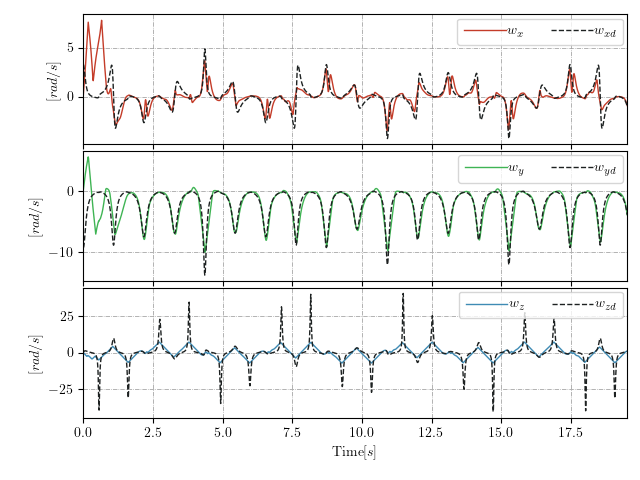 w_x w_xd
5
0
[rad/s]
w_y w_yd
0
−10
[rad/s]
w_z w_zd
25
0
−25
[rad/s]
0.0 2.5 5.0 7.5 10.0 12.5 15.0 17.5
Time[s]